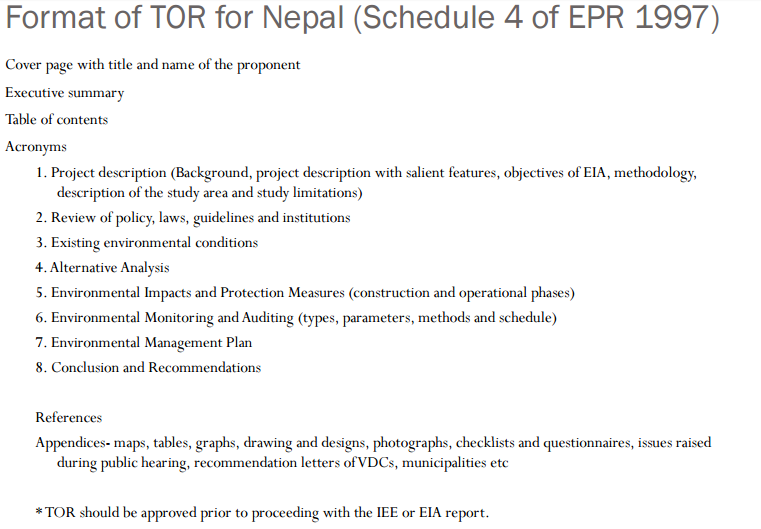 Format of TOR for Nepal (Schedule 4 of EPR 1997)
Cover page with title and name of the proponent
Executive summary
Table of contents
Acronyms
1. Project description (Background, project description with salient features, objectives of EIA, methodology,
description of the study area and study limitations)
2. Review of policy, laws, guidelines and institutions
3. Existing environmental conditions
4. Alternative Analysis
5. Environmental Impacts and Protection Measures (construction and operational phases)
6. Environmental Monitoring and Auditing (types, parameters, methods and schedule)
7. Environmental Management Plan
8. Conclusion and Recommendations
References
Appendices- maps, tables, graphs, drawing and designs, photographs, checklists and questionnaires, issues raised
during public hearing, recommendation letters of VDCs, municipalities etc
* TOR should be approved prior to proceeding with the IEE or EIA report.